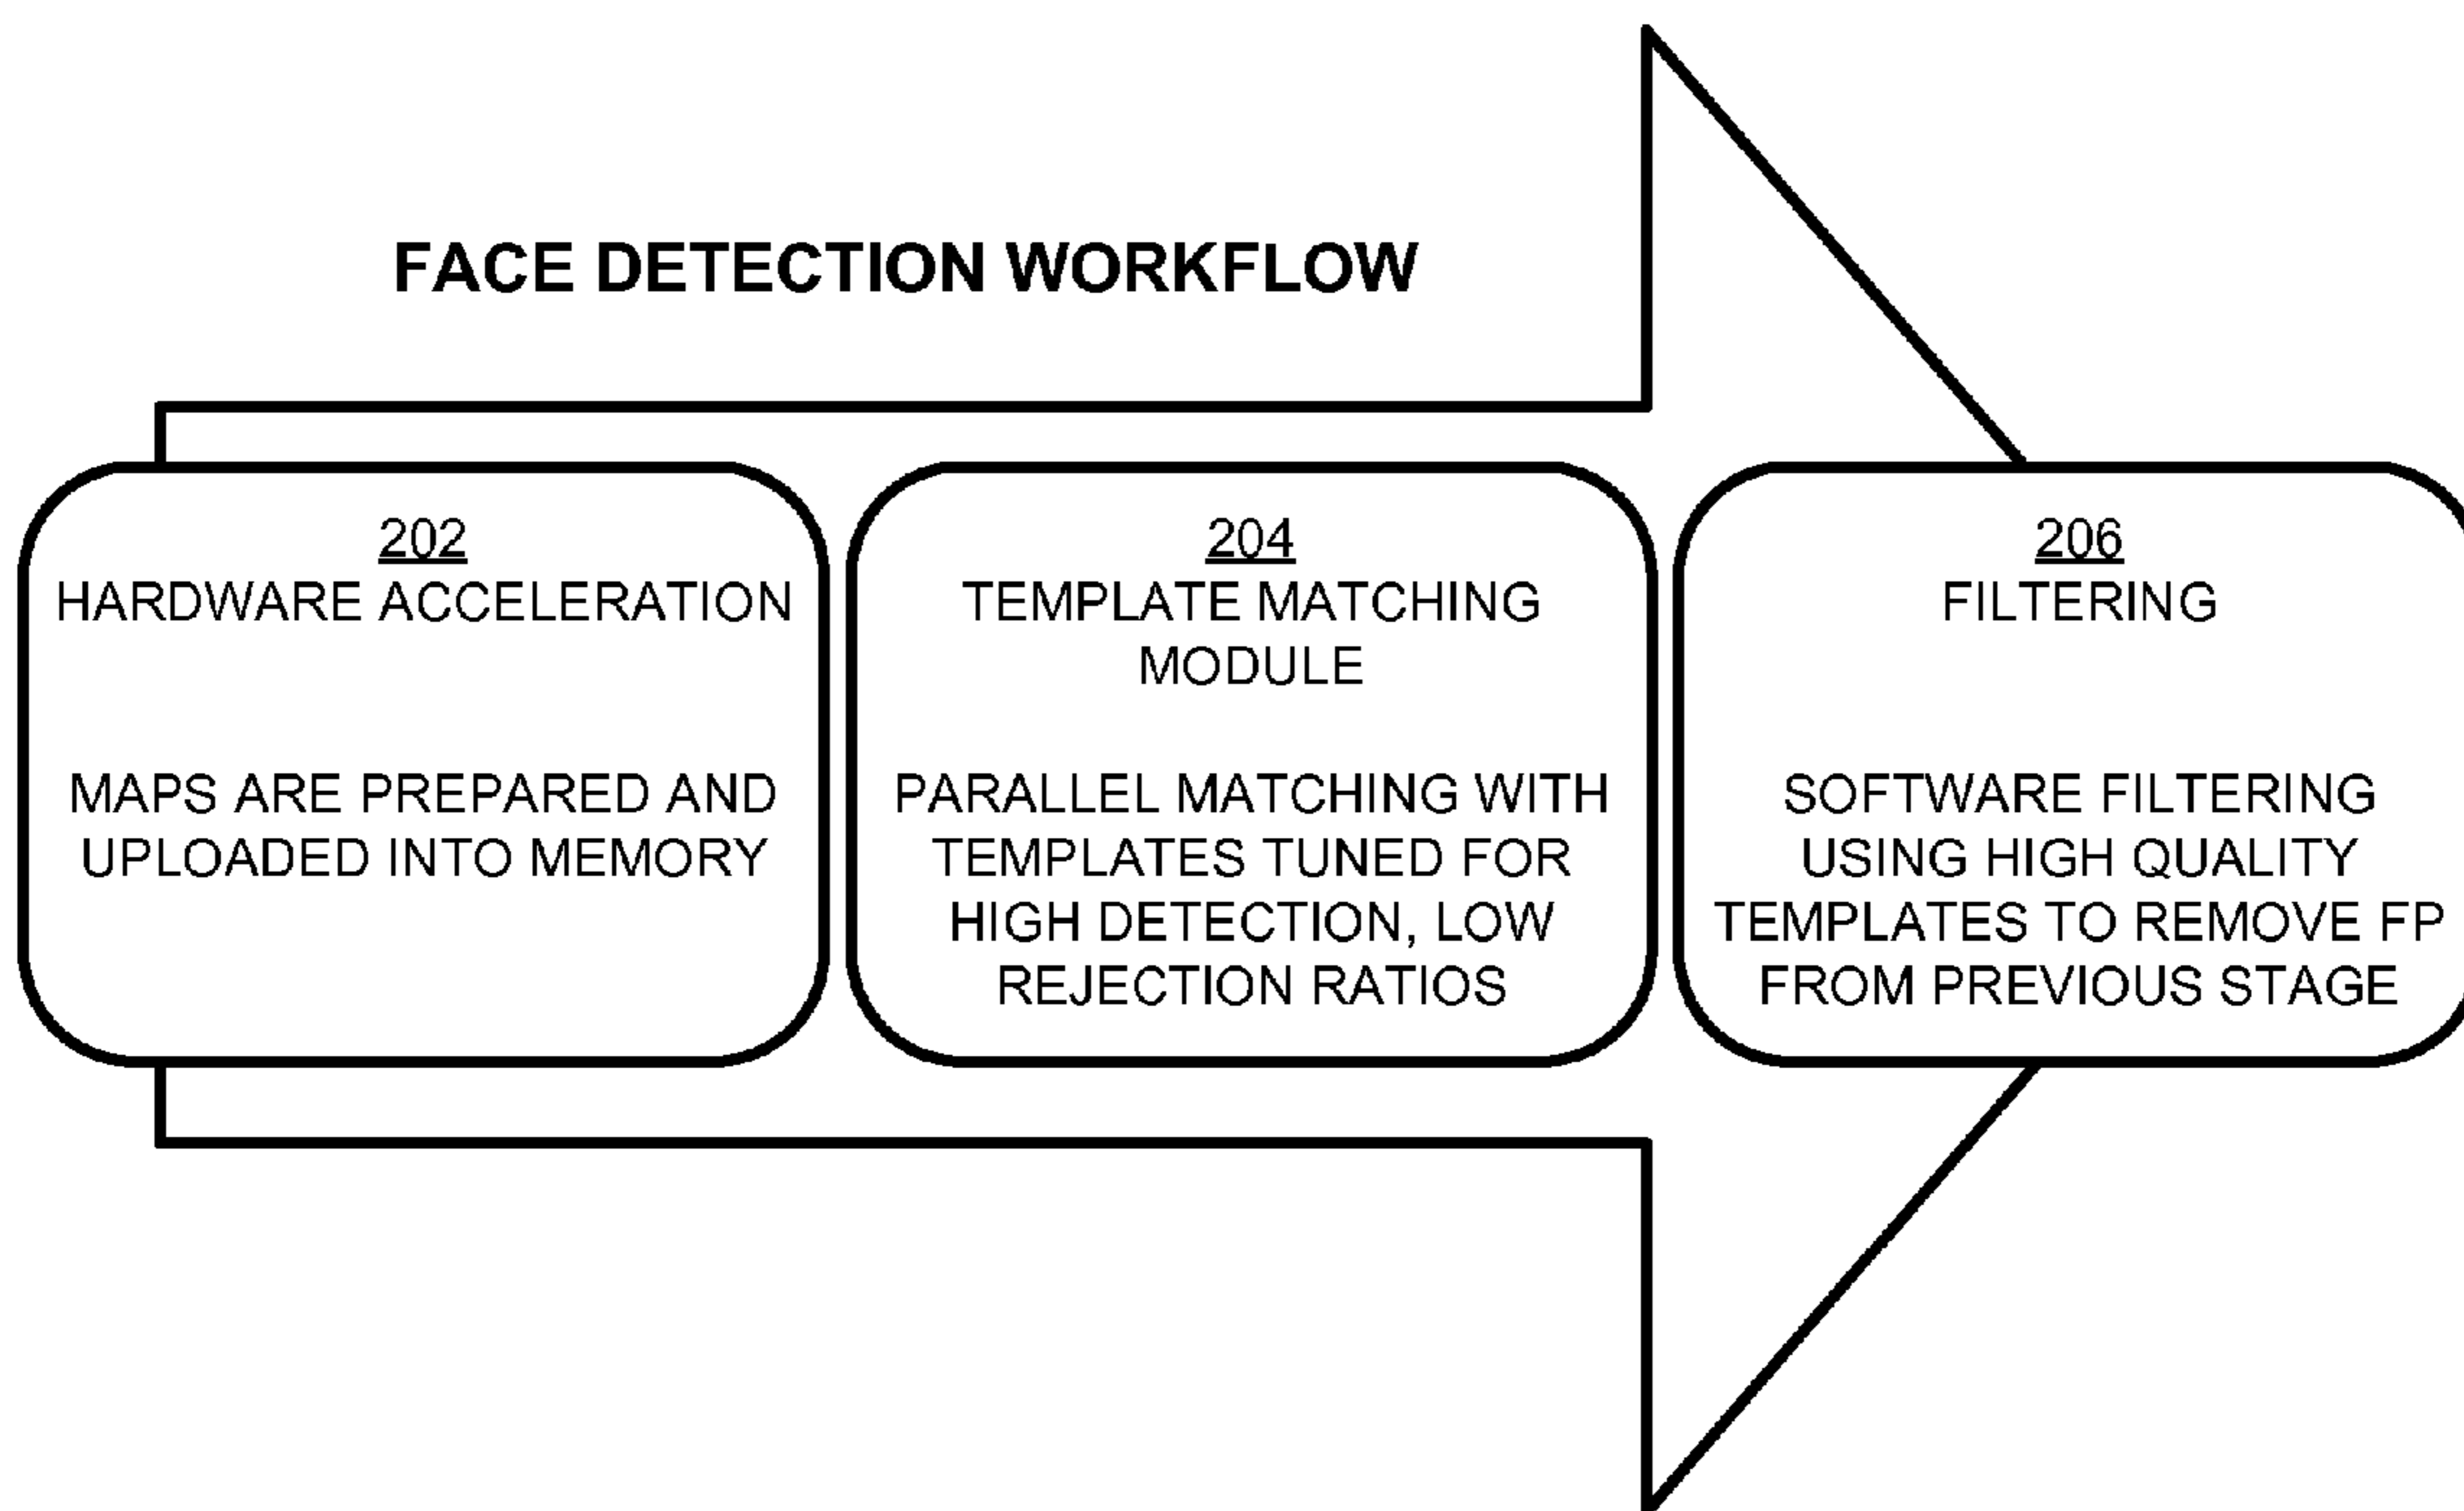 FACE DETECTION WORKFLOW
202
HARDWARE ACCELERATION
MAPS ARE PREPARED AND
UPLOADED INTO MEMORY
204
TEMPLATE MATCHING
MODULE
PARALLEL MATCHING WITH
TEMPLATES TUNED FOR
HIGH DETECTION, LOW
REJECTION RATIOS
206
FILTERING
SOFTWARE FILTERING
USING HIGH QUALITY
TEMPLATES TO REMOVE FP
FROM PREVIOUS STAGE